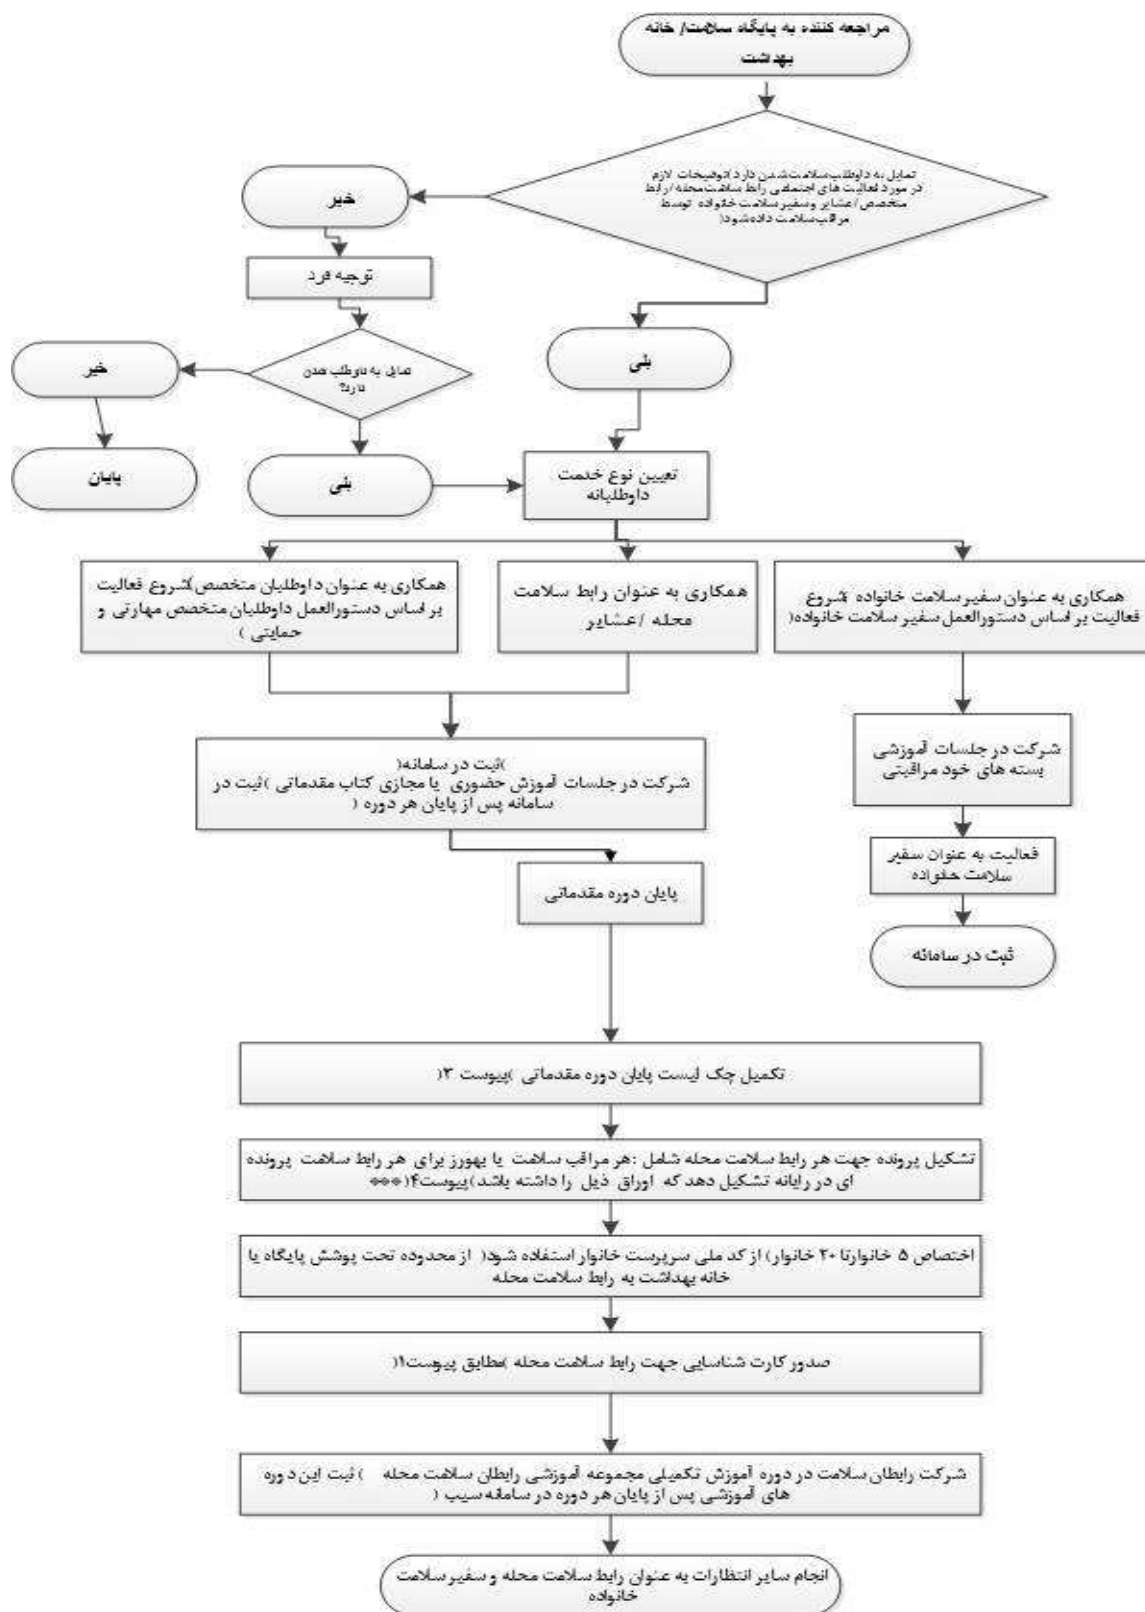 مراجعه کننده به پایگاه سلامت/ خانه
بهداشت
تمایل به داوطلب سلامت شدن دارد)توضیحات لازم
در مورد فعالیت های اجتماعی رابط سلامت محله /رابط
متخصص /عشایر و سفیر سلامت خانواده توسط
مراقب سلامت داده شود(
خیر
توجیه فرد
تمایل به داوطلب شدن
دارد؟
خیر
پایان
بلی
بلی
تعیین نوع خدمت
داوطلبانه
همکاری به عنوان داوطلبان متخصص)شروع فعالیت
بر اساس دستورالعمل داوطلبان متخصص مهارتی و
حمایتی )
همکاری به عنوان رابط سلامت
محله /عشایر
همکاری به عنوان سفیر سلامت خانواده )شروع
فعالیت بر اساس دستورالعمل سفیر سلامت خانواده(
)ثبت در سامانه(
شرکت در جلسات آموزش حضوری یا مجازی کتاب مقدماتی )ثبت در
سامانه پس از پایان هر دوره (
شرکت در جلسات آموزشی
بسته های خود مراقبتی
فعالیت به عنوان سفیر
سلامت خانواده
ثبت در سامانه
پایان دوره مقدماتی
تکمیل چک لیست پایان دوره مقدماتی )پیوست ۳(
تشکیل پرونده جهت هر رابط سلامت محله شامل :هر مراقب سلامت یا بهورز برای هر رابط سلامت پرونده
ای در رایانه تشکیل دهد که اوراق ذیل را داشته باشد)پیوست۴(***
اختصاص ۵ خانوارتا ۲۰ خانوار) از کد ملی سرپرست خانوار استفاده شود( از محدوده تحت پوشش پایگاه یا
خانه بهداشت به رابط سلامت محله
صدور کارت شناسایی جهت رابط سلامت محله )مطابق پیوست۱(
شرکت رابطان سلامت در دوره آموزش تکمیلی مجموعه آموزشی رابطان سلامت محله ) ثبت این دوره
های آموزشی پس از پایان هر دوره در سامانه سیب (
انجام سایر انتظارات به عنوان رابط سلامت محله و سفیر سلامت
خانواده